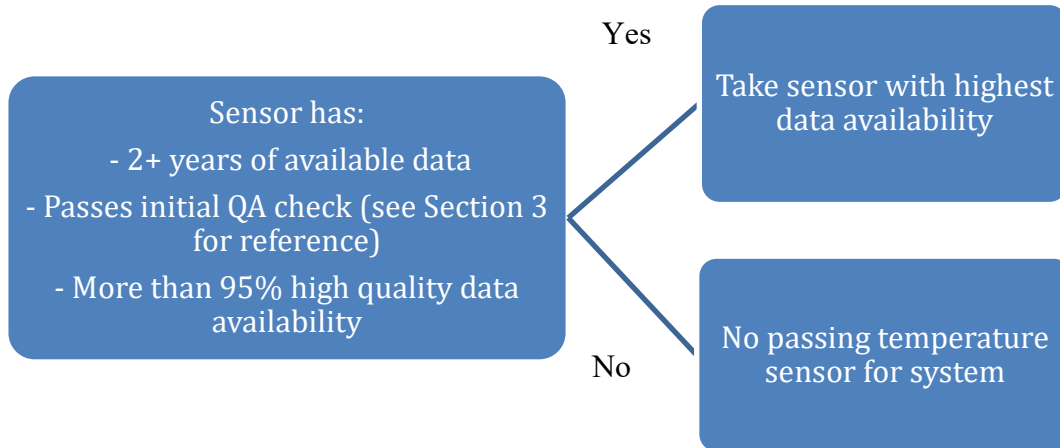 Sensor has:
- 2+ years of available data
- Passes initial QA check (see Section 3
for reference)
- More than 95% high quality data
availability
Yes
Take sensor with highest
data availability
No
No passing temperature
sensor for system